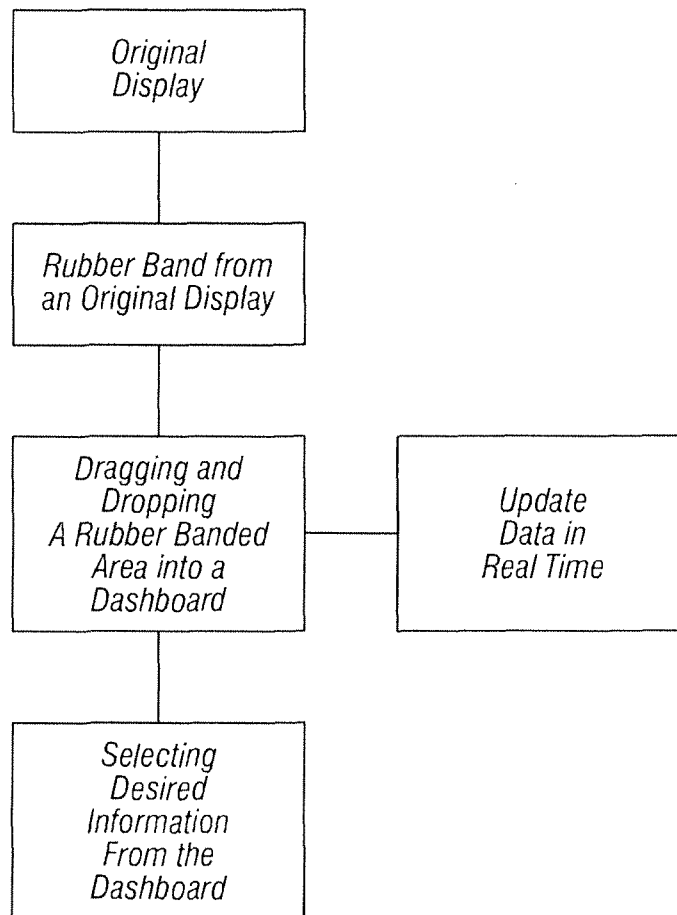 Original
Display
Rubber Band from
an Original Display
Dragging and
Dropping
A Rubber Banded
Area into a
Dashboard
Update
Data in
Real Time
Selecting
Desired
Information
From the
Dashboard